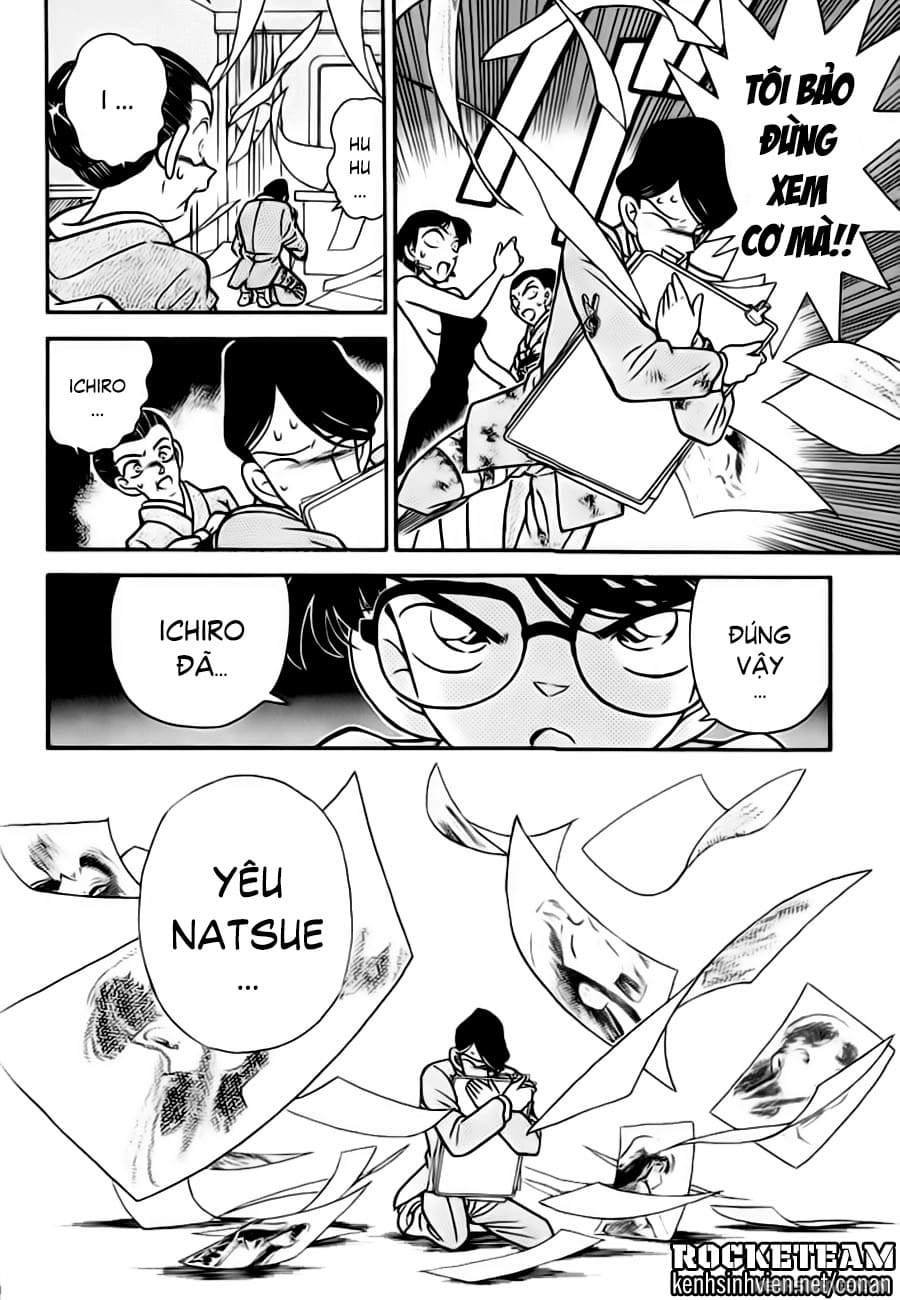 TÔI BẢO
ĐỪNG
XEM
CƠ MÀ!!
HU
HU
...
I ...
ICHIRO
...
ĐÚNG
VẬY
...
ICHIRO
ĐÃ...
YÊU
NATSUE
...
ROCKETEAM
kenhsinhvien.net/conan